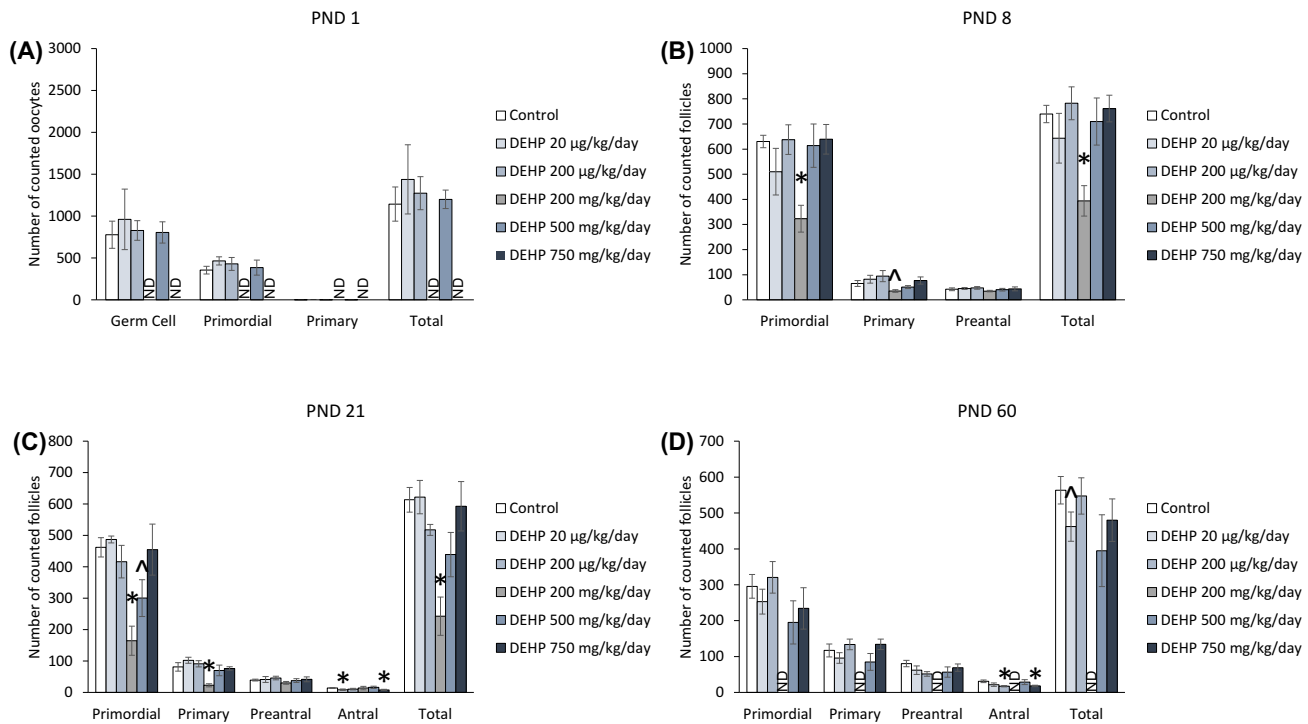 PND 1
(A)
Number of counted oocytes
3000
2500
2000
1500
1000
500
0
ND
ND
ND
ND
ND
ND
ND
ND
Germ Cell Primordial Primary Total
Control
DEHP 20 µg/kg/day
DEHP 200 µg/kg/day
DEHP 200 mg/kg/day
DEHP 500 mg/kg/day
DEHP 750 mg/kg/day
PND 8
(B)
Number of counted follicles
1000
900
800
700
600
500
400
300
200
100
0
*
^
*
Primordial Primary Preantal Total
Control
DEHP 20 µg/kg/day
DEHP 200 µg/kg/day
DEHP 200 mg/kg/day
DEHP 500 mg/kg/day
DEHP 750 mg/kg/day
PND 21
(C)
Number of counted follicles
800
700
600
500
400
300
200
100
0
*
^
*
*
*
*
Primordial Primary Preantral Antral Total
Control
DEHP 20 µg/kg/day
DEHP 200 µg/kg/day
DEHP 200 mg/kg/day
DEHP 500 mg/kg/day
DEHP 750 mg/kg/day
PND 60
(D)
Number of counted follicles
700
600
500
400
300
200
100
0
ND
ND
ND
*
ND
*
^
ND
Primordial Primary Preantral Antral Total
Control
DEHP 20 µg/kg/day
DEHP 200 µg/kg/day
DEHP 200 mg/kg/day
DEHP 500 mg/kg/day
DEHP 750 mg/kg/day